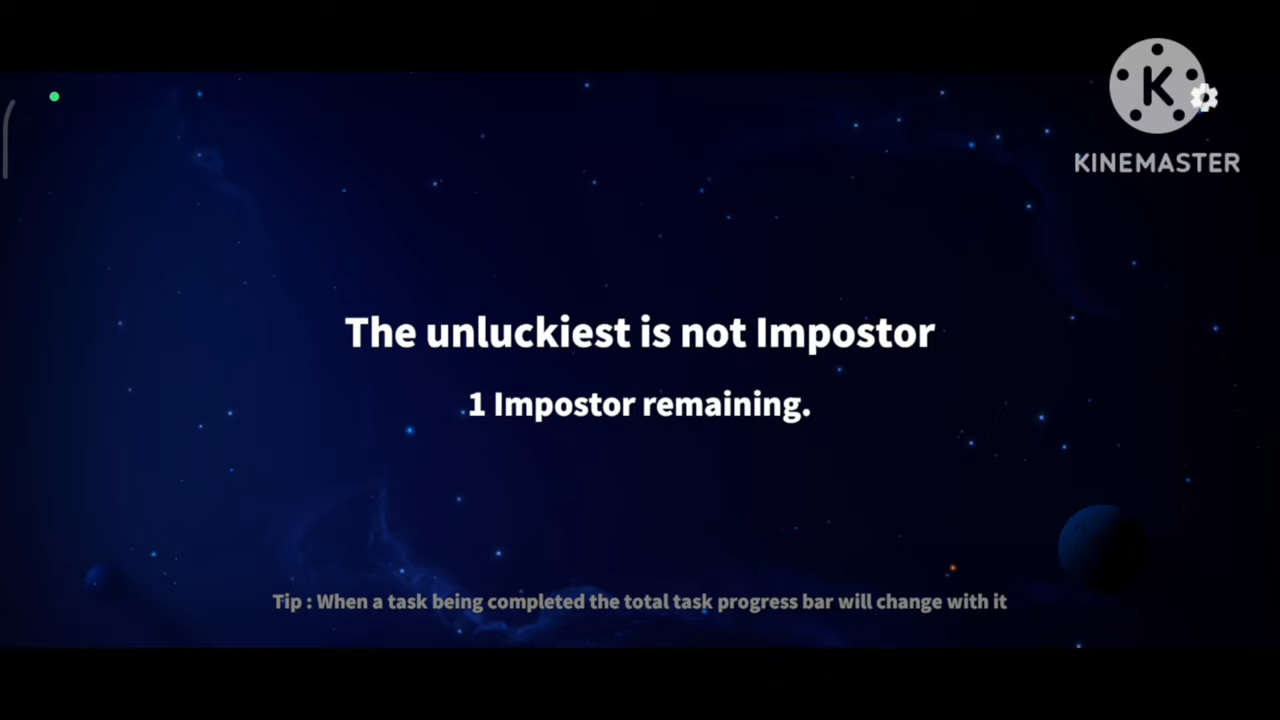 K
KINEMASTER
The unluckiest is not Impostor
1 Impostor remaining.
Tip : When a task being completed the total task progress bar will change with it